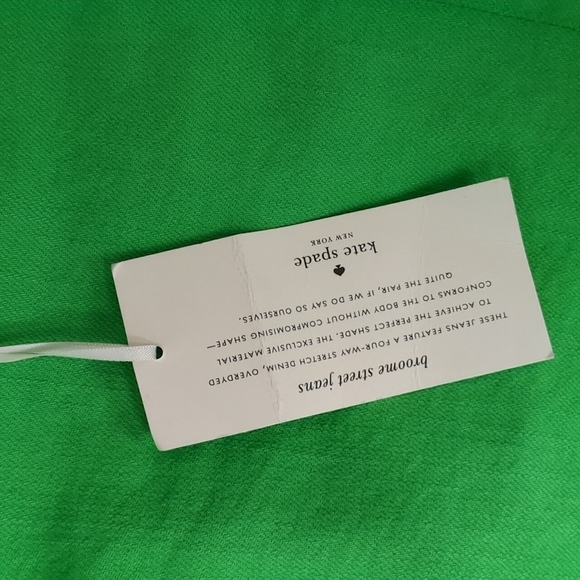 broome street jeans
THESE JEANS FEATURE A FOUR-WAY STRETCH DENIM, OVERDYED
TO ACHIEVE THE PERFECT SHADE. THE EXCLUSIVE MATERIAL
CONFORMS TO THE BODY WITHOUT COMPROMISING SHAPE—
QUITE THE PAIR, IF WE DO SAY SO OURSELVES.
kate spade
NEW YORK